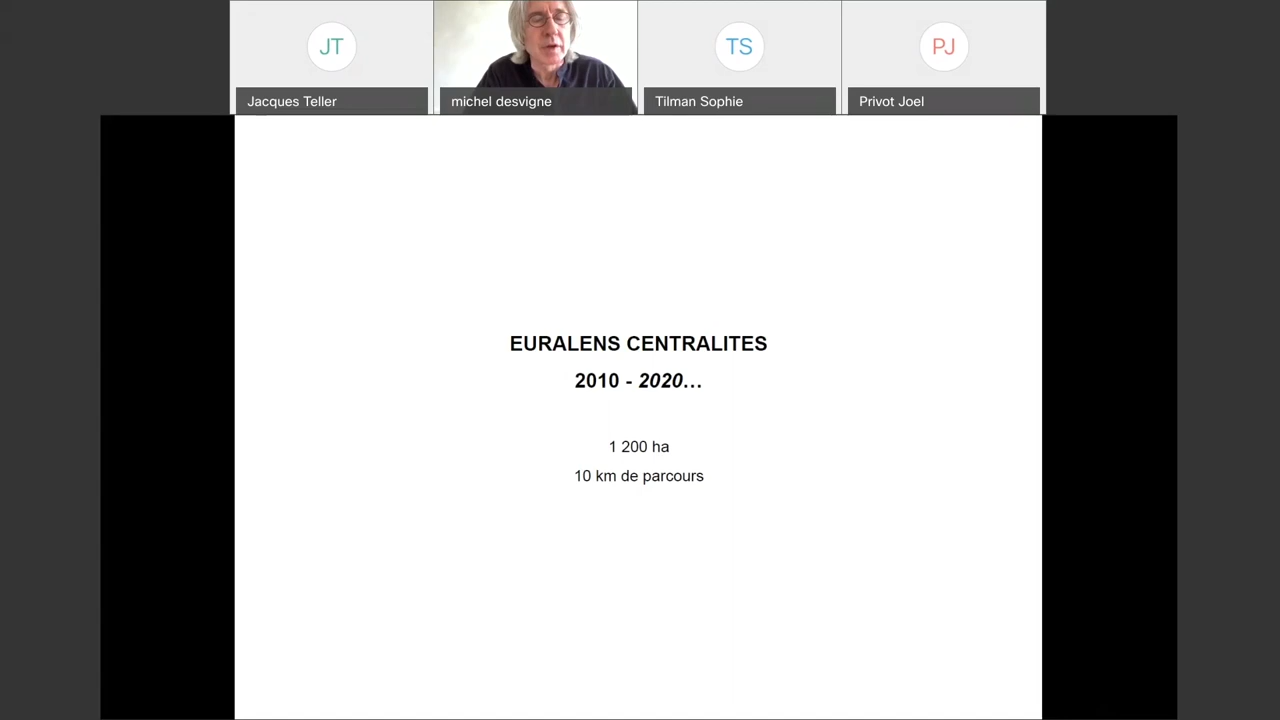 JT
TS
PJ
Jacques Teller
michel desvigne
Tilman Sophie
Privot Joel
EURALENS CENTRALITES
2010 - 2020...
1 200 ha
10 km de parcours